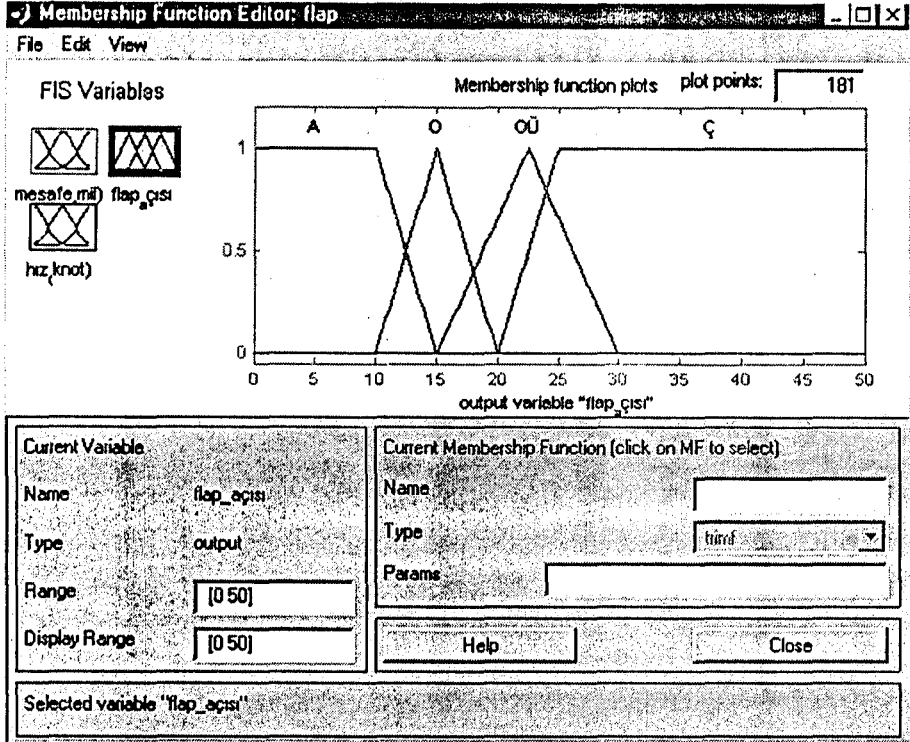 Membership Function Editor: flap
File Edit View
FIS Variables
Membership function plots plot points: 181
mesafe(mil) flap_açısı
hız(knot)
A O OÜ Ç
1
0.5
0
0 5 10 15 20 25 30 35 40 45 50
output variable "flap_açısı"
Current Variable
Name flap_açısı
Type output
Range [0 50]
Display Range [0 50]
Current Membership Function (click on MF to select)
Name
Type trimf
Params
Help Close
Selected variable "flap_açısı"